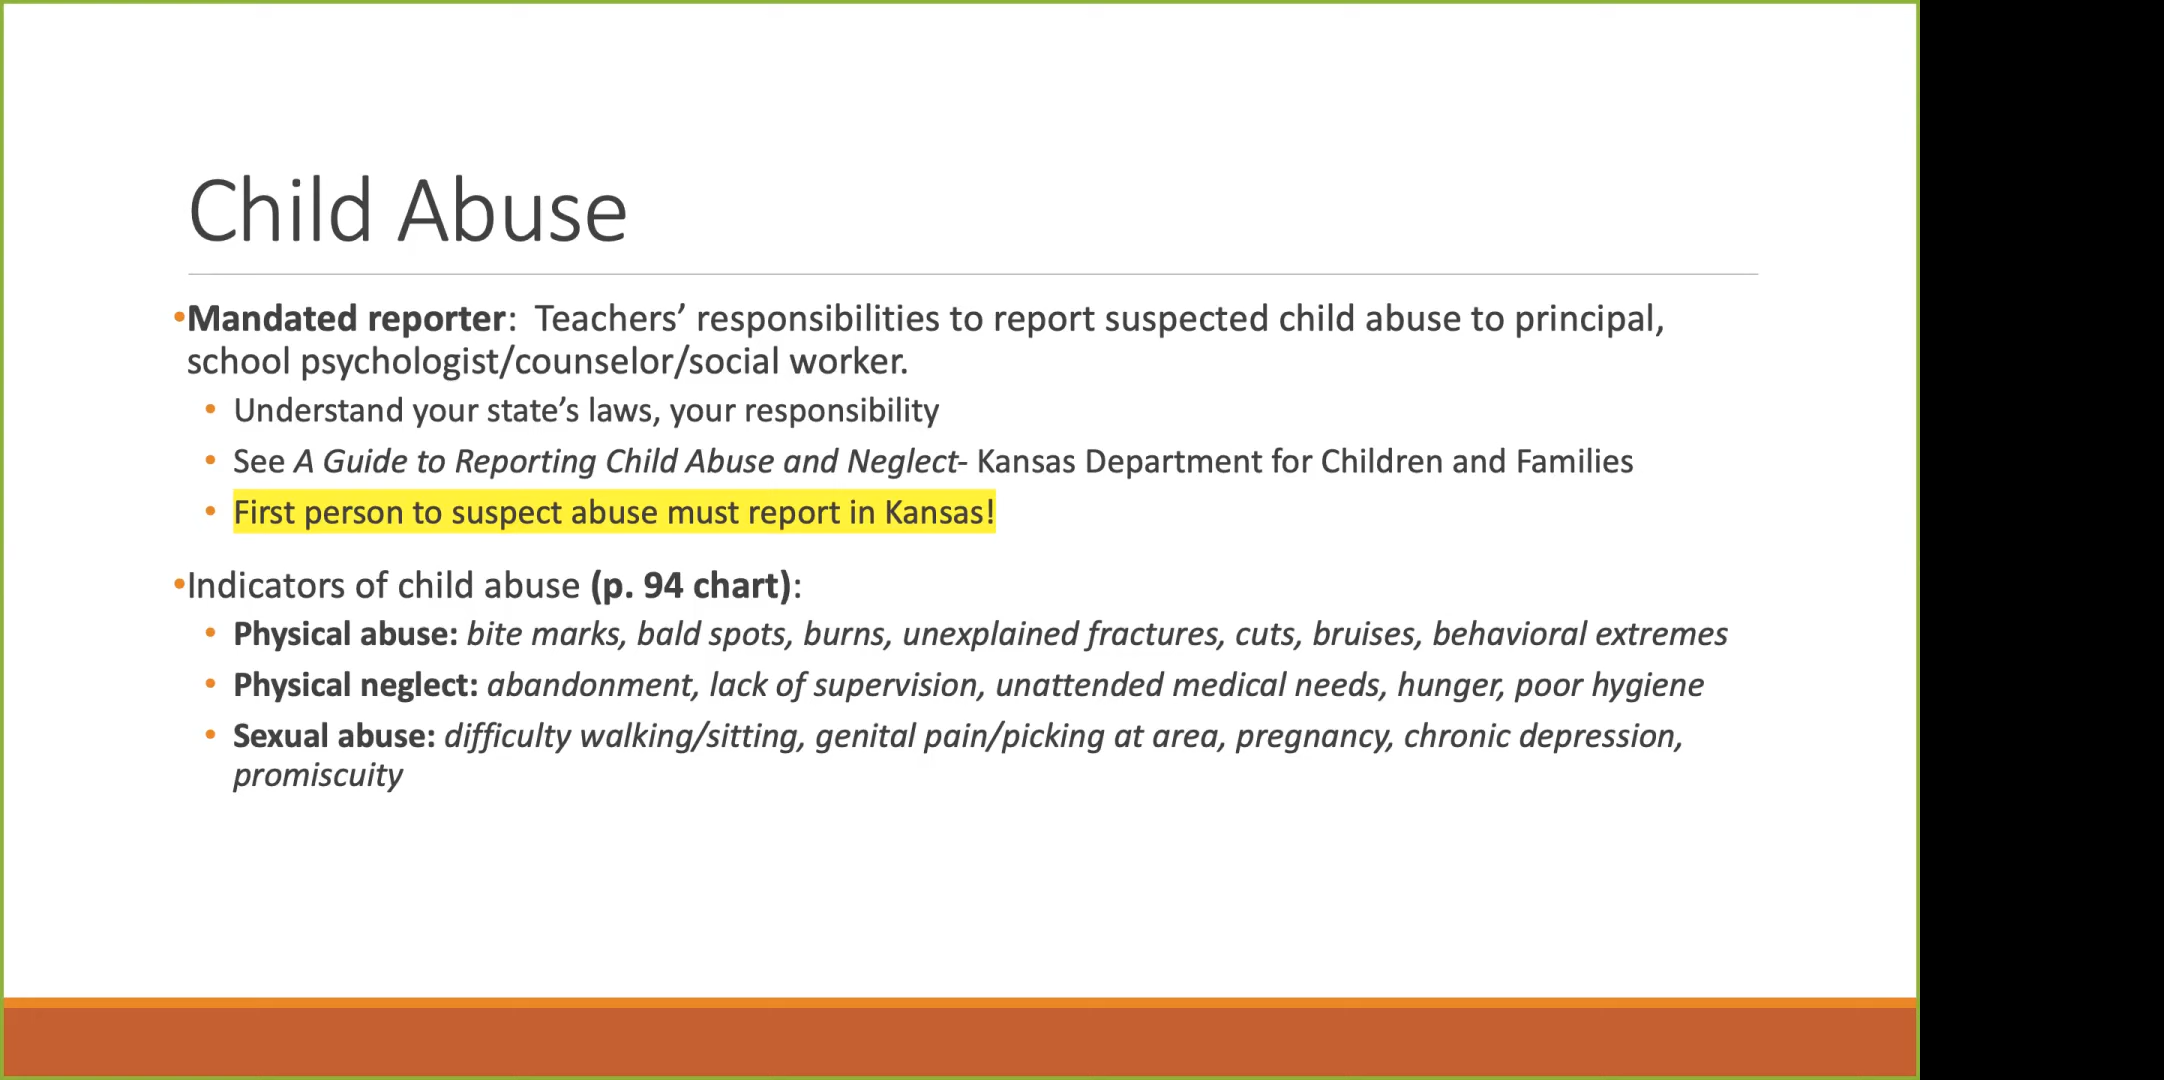 Child Abuse
•Mandated reporter:  Teachers’ responsibilities to report suspected child abuse to principal,
school psychologist/counselor/social worker.
• Understand your state’s laws, your responsibility
• See A Guide to Reporting Child Abuse and Neglect- Kansas Department for Children and Families
• First person to suspect abuse must report in Kansas!
•Indicators of child abuse (p. 94 chart):
• Physical abuse: bite marks, bald spots, burns, unexplained fractures, cuts, bruises, behavioral extremes
• Physical neglect: abandonment, lack of supervision, unattended medical needs, hunger, poor hygiene
• Sexual abuse: difficulty walking/sitting, genital pain/picking at area, pregnancy, chronic depression,
promiscuity